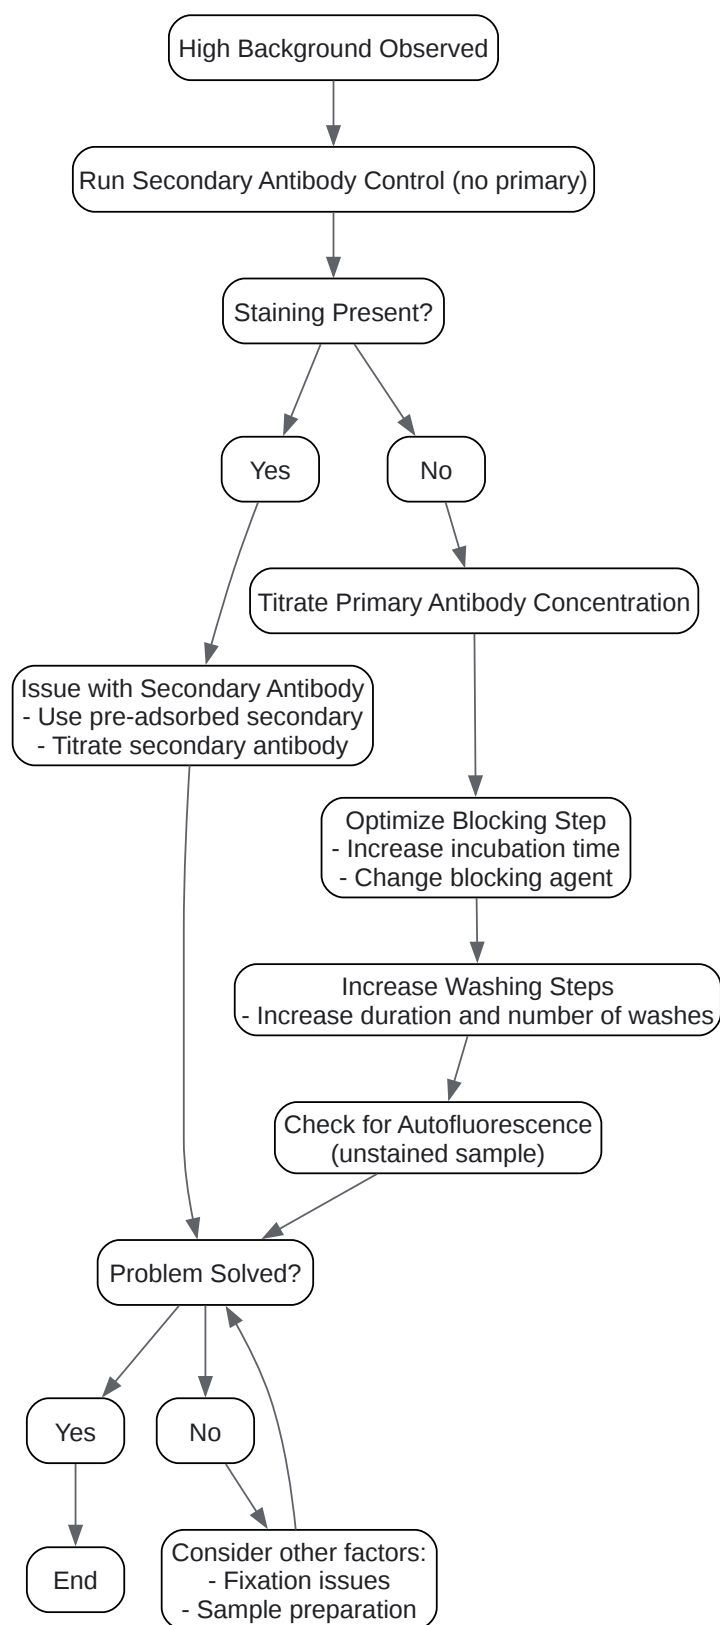 High Background Observed
Run Secondary Antibody Control (no primary)
Staining Present?
Yes
No
Titrate Primary Antibody Concentration
Issue with Secondary Antibody
- Use pre-adsorbed secondary
- Titrate secondary antibody
Optimize Blocking Step
- Increase incubation time
- Change blocking agent
Increase Washing Steps
- Increase duration and number of washes
Check for Autofluorescence
(unstained sample)
Problem Solved?
Yes
No
Consider other factors:
- Fixation issues
- Sample preparation
End